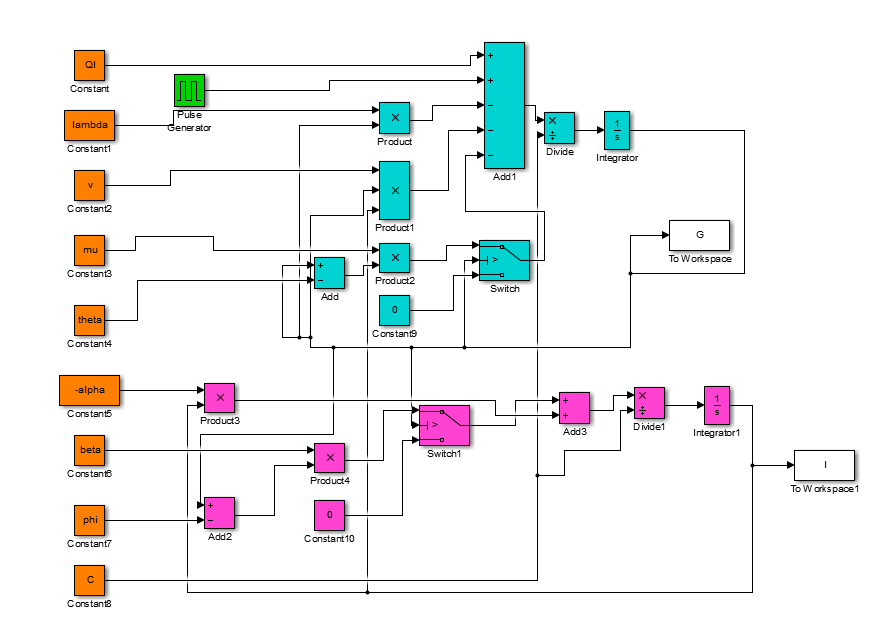 Ql
Constant
Pulse
Generator
lambda
Constant1
×
Product
+
+
−
−
−
Add1
×
÷
Divide
1
s
Integrator
v
Constant2
×
Product1
mu
Constant3
+
−
Add
×
Product2
>
Switch
G
To Workspace
0
Constant9
theta
Constant4
-alpha
Constant5
×
Product3
>
Switch1
+
+
Add3
×
÷
Divide1
1
s
Integrator1
beta
Constant6
×
Product4
I
To Workspace1
phi
Constant7
+
−
Add2
0
Constant10
C
Constant8